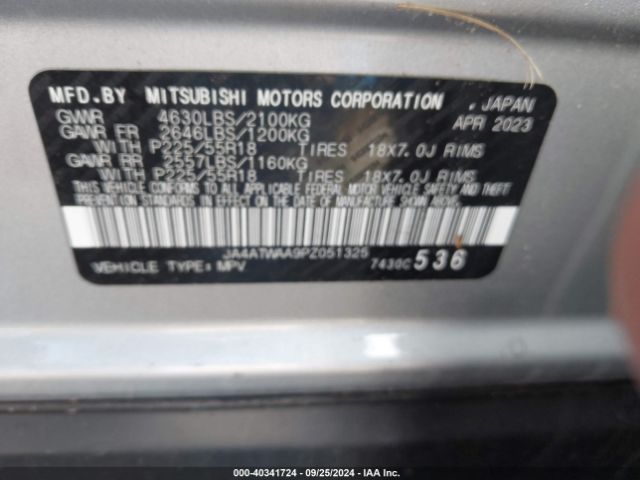 MFD.BY MITSUBISHI MOTORS CORPORATION . JAPAN
GVWR 4630LBS/2100KG APR 2023
GAWR FR 2646LBS/1200KG
WITH P225/55R18 TIRES 18X7.0J RIMS
GAWR RR 2557LBS/1160KG
WITH P225/55R18 TIRES 18X7.0J RIMS
THIS VEHICLE CONFORMS TO ALL APPLICABLE FEDERAL MOTOR VEHICLE SAFETY AND THEFT
PREVENTION STANDARDS IN EFFECT ON THE DATE OF MANUFACTURE SHOWN ABOVE.
JA4ATWAA9PZ051325
VEHICLE TYPE:MPV 7430C 536
000-40341724 - 09/25/2024 - IAA Inc.